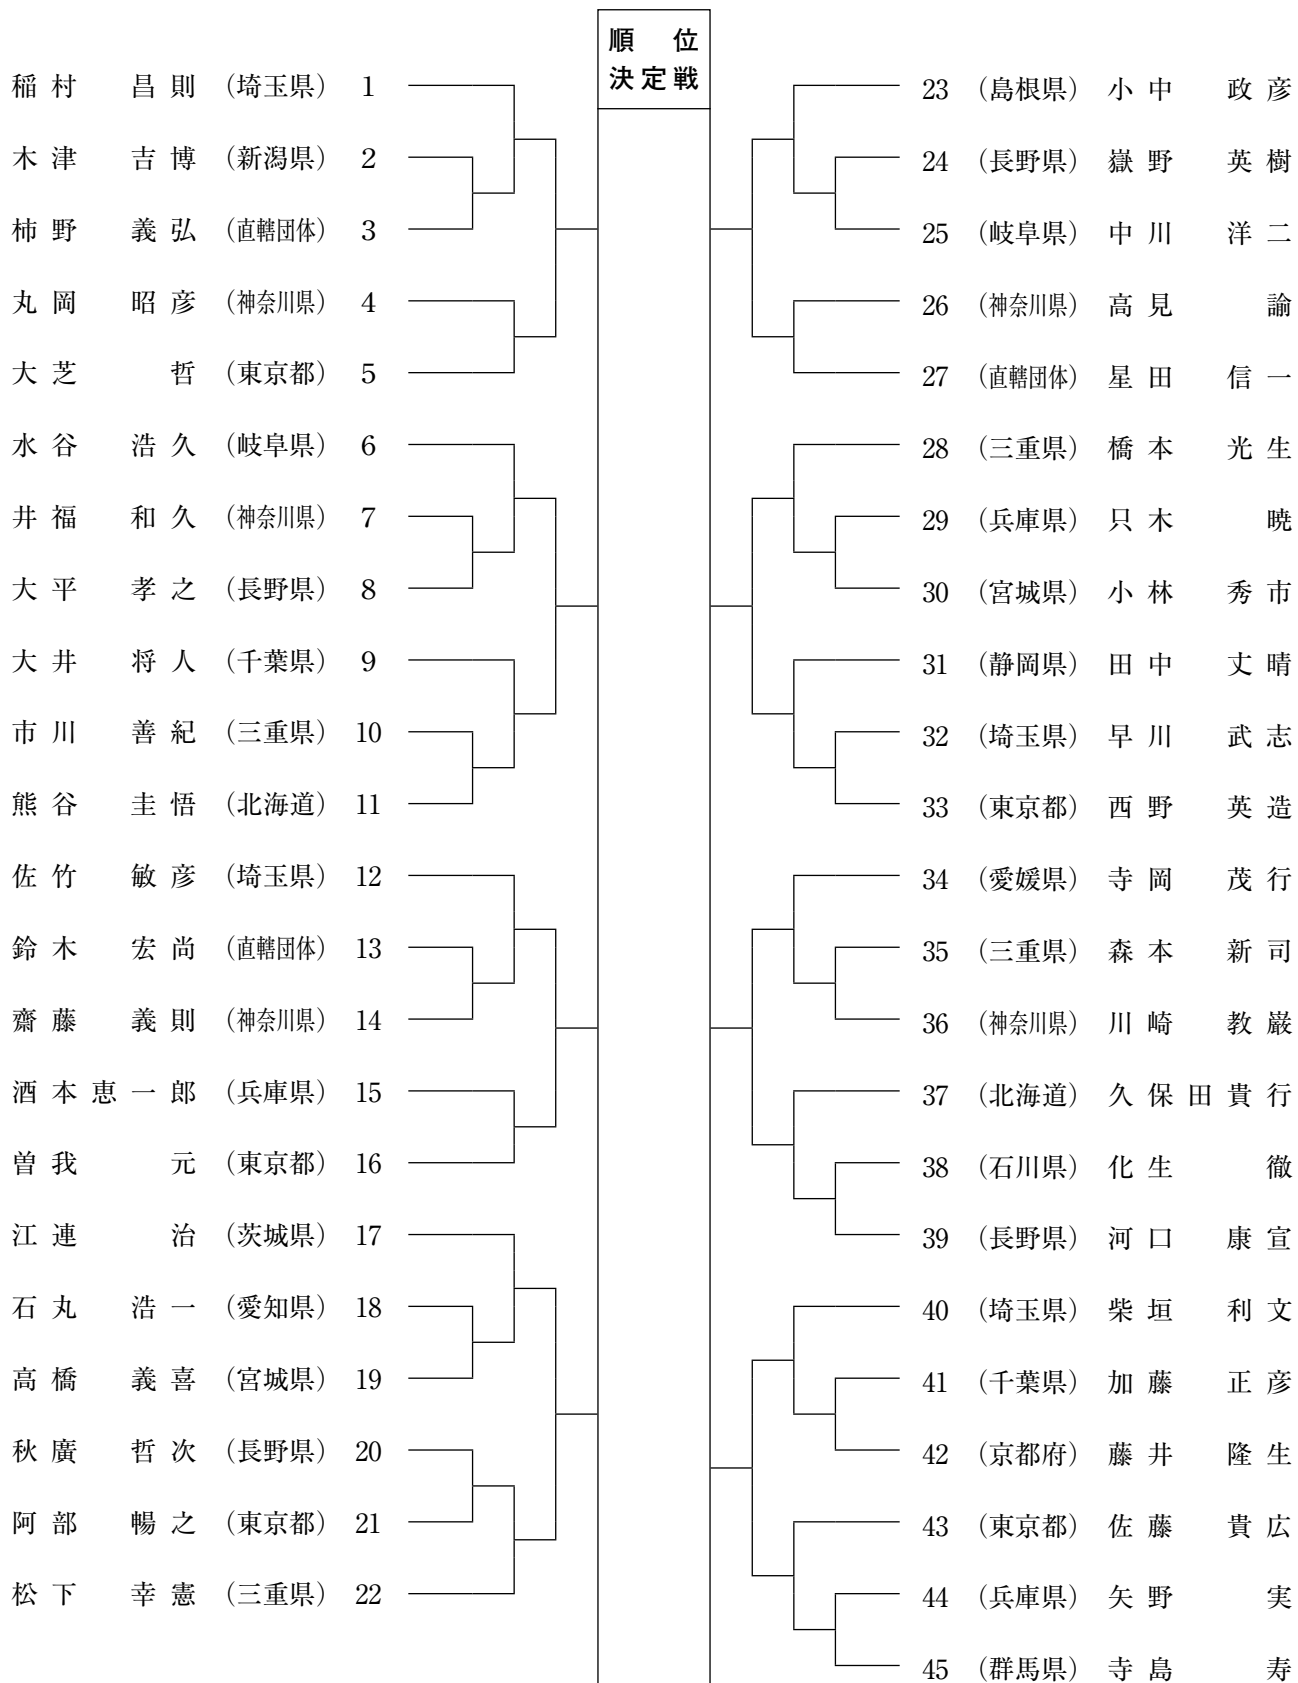 順位
決定戦
稲村昌則 (埼玉県) 1
木津吉博 (新潟県) 2
柿野義弘 (直轄団体) 3
丸岡昭彦 (神奈川県) 4
大芝哲 (東京都) 5
水谷浩久 (岐阜県) 6
井福和久 (神奈川県) 7
大平孝之 (長野県) 8
大井将人 (千葉県) 9
市川善紀 (三重県) 10
熊谷圭悟 (北海道) 11
佐竹敏彦 (埼玉県) 12
鈴木宏尚 (直轄団体) 13
齋藤義則 (神奈川県) 14
酒本恵一郎 (兵庫県) 15
曽我元 (東京都) 16
江連治 (茨城県) 17
石丸浩一 (愛知県) 18
高橋義喜 (宮城県) 19
秋廣哲次 (長野県) 20
阿部暢之 (東京都) 21
松下幸憲 (三重県) 22
23 (島根県) 小中政彦
24 (長野県) 嶽野英樹
25 (岐阜県) 中川洋二
26 (神奈川県) 高見諭
27 (直轄団体) 星田信一
28 (三重県) 橋本光生
29 (兵庫県) 只木暁
30 (宮城県) 小林秀市
31 (静岡県) 田中丈晴
32 (埼玉県) 早川武志
33 (東京都) 西野英造
34 (愛媛県) 寺岡茂行
35 (三重県) 森本新司
36 (神奈川県) 川崎教巌
37 (北海道) 久保田貴行
38 (石川県) 化生徹
39 (長野県) 河口康宣
40 (埼玉県) 柴垣利文
41 (千葉県) 加藤正彦
42 (京都府) 藤井隆生
43 (東京都) 佐藤貴広
44 (兵庫県) 矢野実
45 (群馬県) 寺島寿